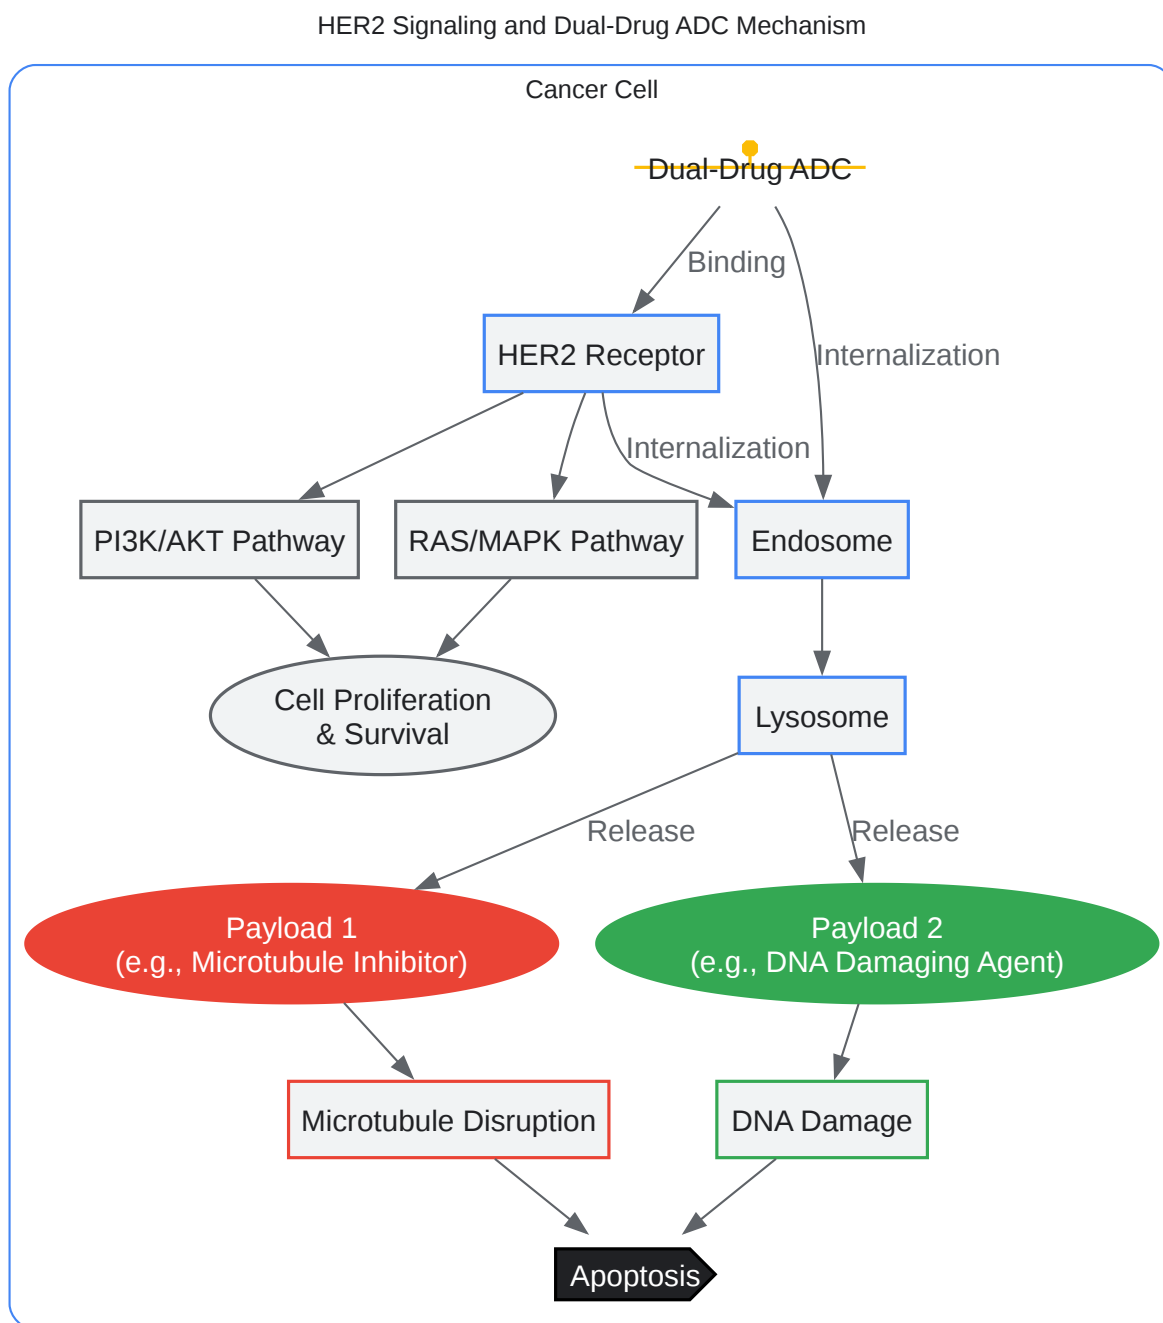 HER2 Signaling and Dual-Drug ADC Mechanism
Cancer Cell
Dual-Drug ADC
Binding
HER2 Receptor
Internalization
Internalization
PI3K/AKT Pathway
RAS/MAPK Pathway
Endosome
Cell Proliferation
& Survival
Lysosome
Release
Release
Payload 1
(e.g., Microtubule Inhibitor)
Payload 2
(e.g., DNA Damaging Agent)
Microtubule Disruption
DNA Damage
Apoptosis